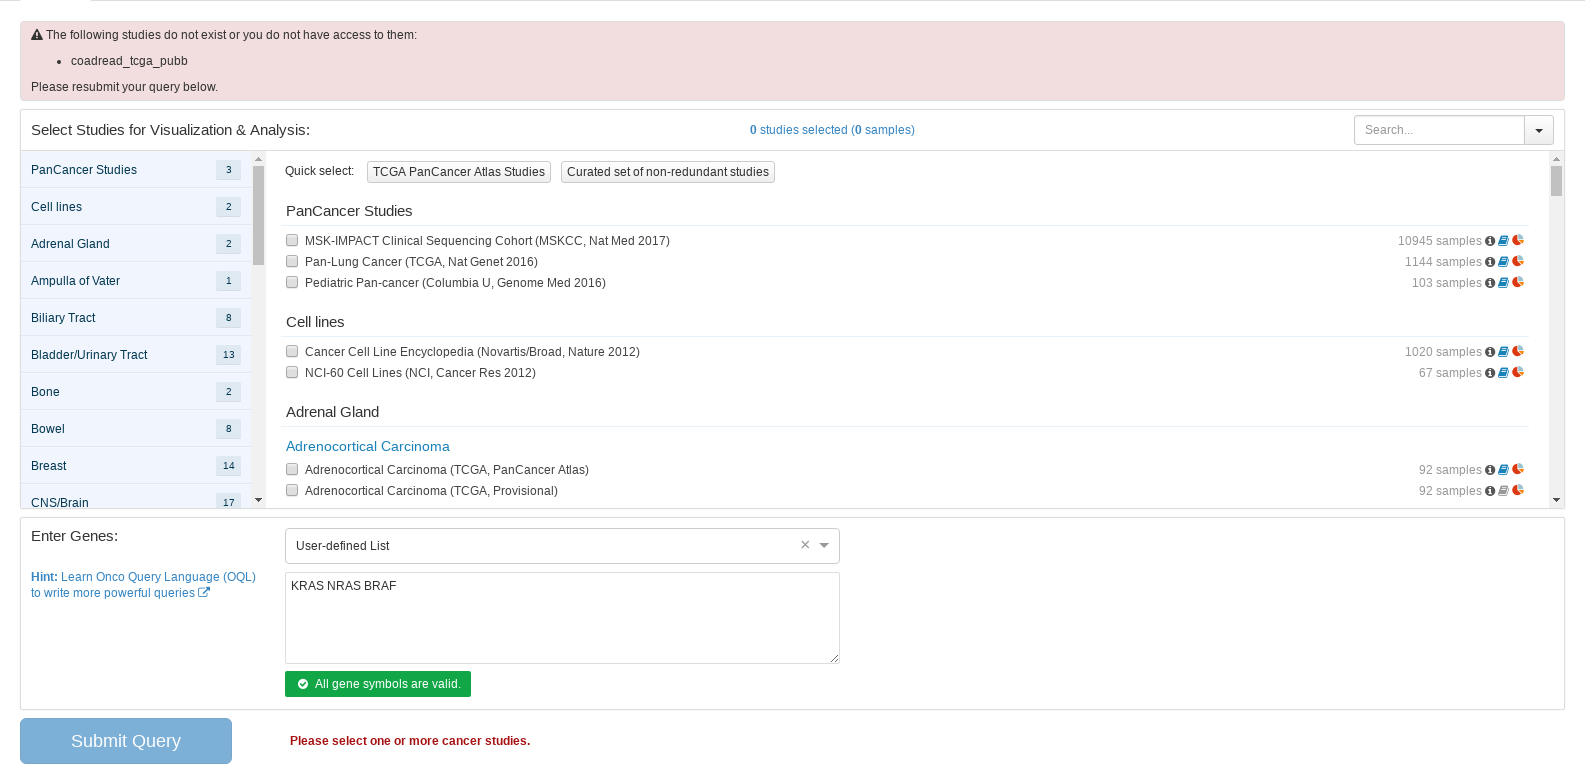 The following studies do not exist or you do not have access to them:
• coadread_tcga_pubb
Please resubmit your query below.
Select Studies for Visualization & Analysis:
0 studies selected (0 samples)
Search...
PanCancer Studies 3
Cell lines 2
Adrenal Gland 2
Ampulla of Vater 1
Biliary Tract 8
Bladder/Urinary Tract 13
Bone 2
Bowel 8
Breast 14
CNS/Brain 17
Quick select: TCGA PanCancer Atlas Studies Curated set of non-redundant studies
PanCancer Studies
MSK-IMPACT Clinical Sequencing Cohort (MSKCC, Nat Med 2017) 10945 samples
Pan-Lung Cancer (TCGA, Nat Genet 2016) 1144 samples
Pediatric Pan-cancer (Columbia U, Genome Med 2016) 103 samples
Cell lines
Cancer Cell Line Encyclopedia (Novartis/Broad, Nature 2012) 1020 samples
NCI-60 Cell Lines (NCI, Cancer Res 2012) 67 samples
Adrenal Gland
Adrenocortical Carcinoma
Adrenocortical Carcinoma (TCGA, PanCancer Atlas) 92 samples
Adrenocortical Carcinoma (TCGA, Provisional) 92 samples
Enter Genes:
Hint: Learn Onco Query Language (OQL)
to write more powerful queries
User-defined List ×
KRAS NRAS BRAF
All gene symbols are valid.
Submit Query
Please select one or more cancer studies.